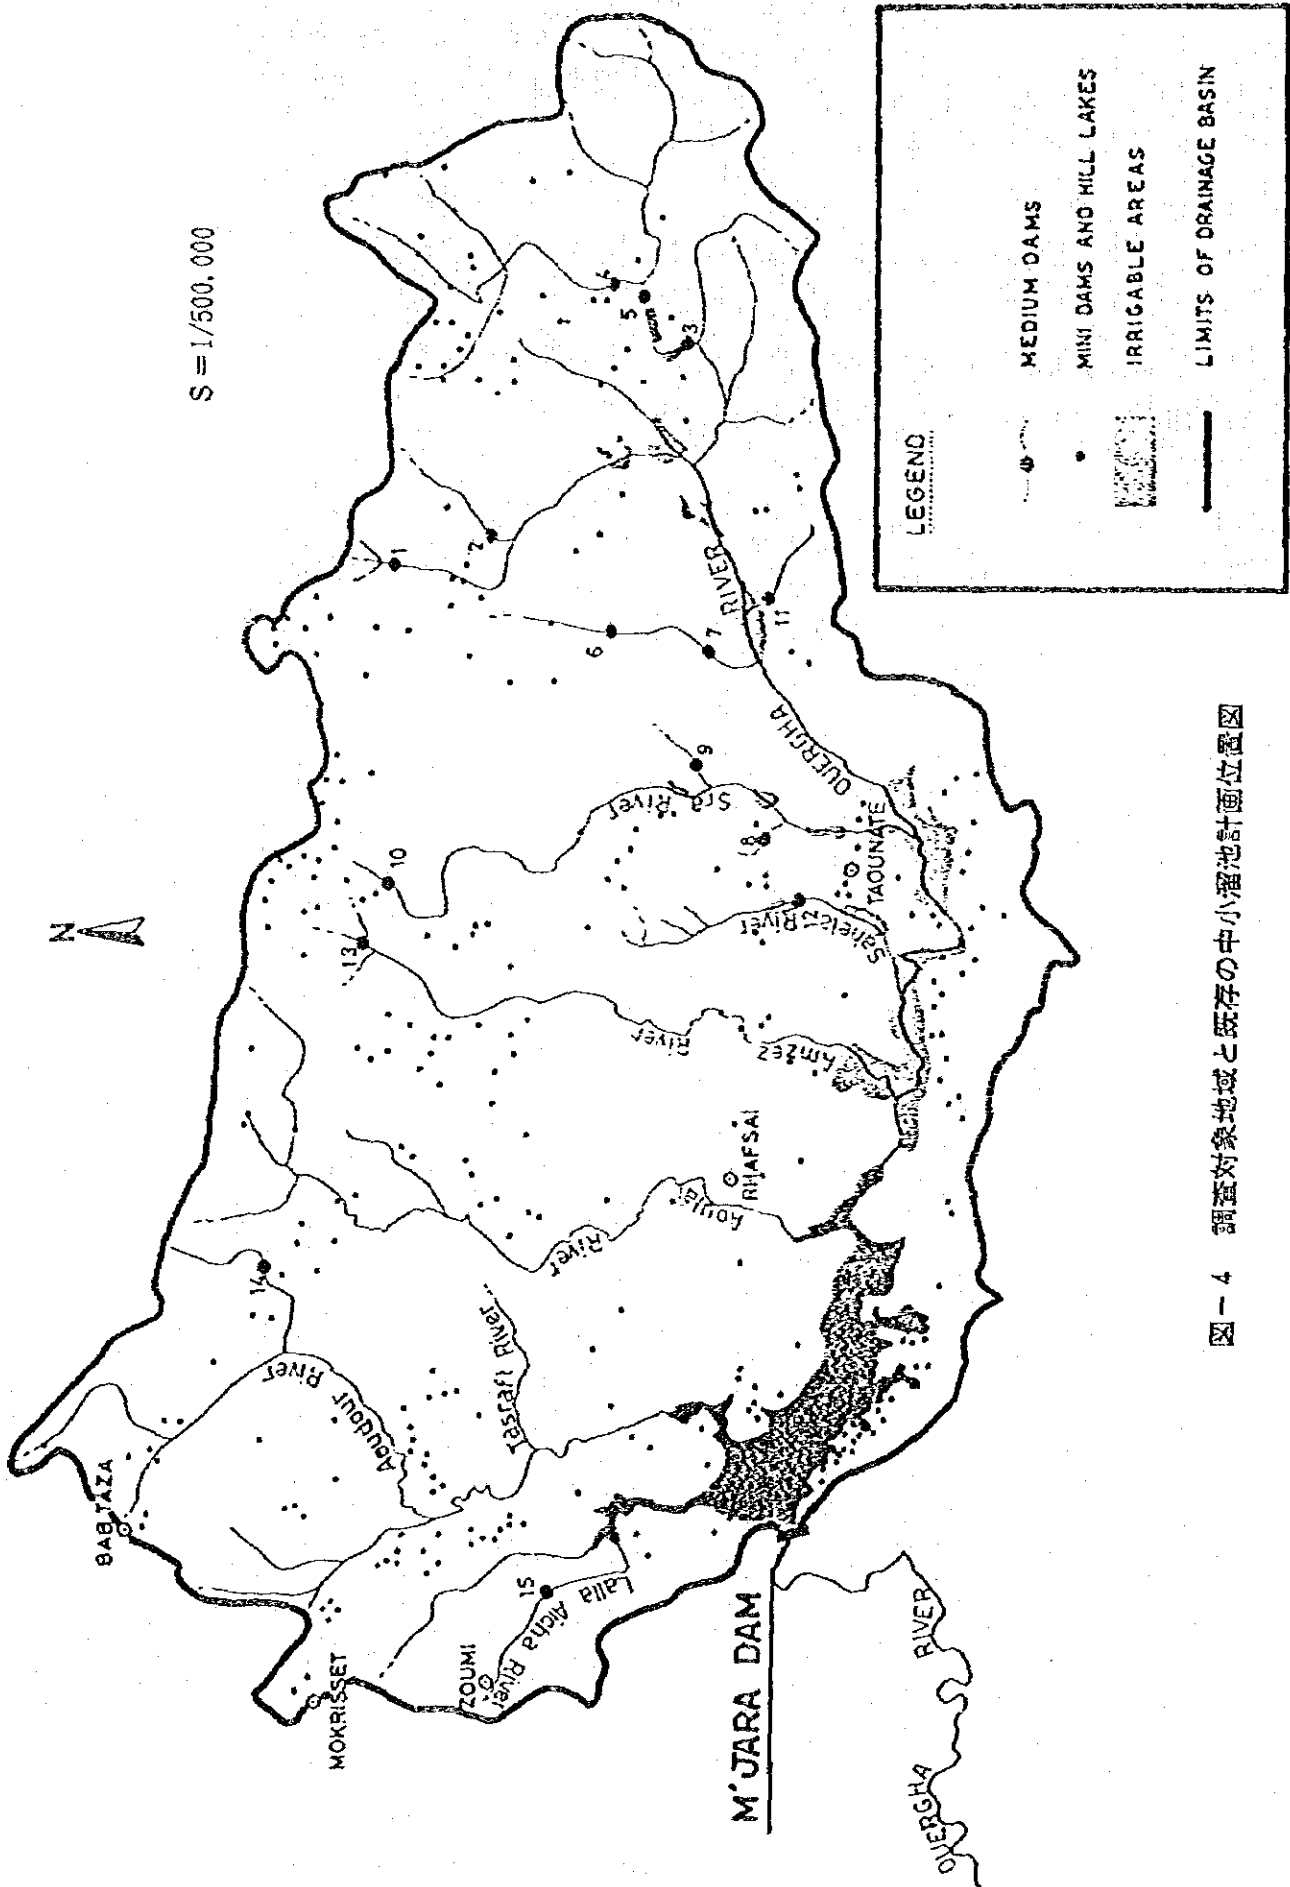 N
S=1/500,000
BAB TAZA
MOKRISSET
ZOUMI
Aoudour River
Tasraft River
Lalla Aicha River
14
15
13
10
Aoulai River
RHAFSAI
Amzez River
Sahela River
12
TAOUNATE
8
Sra River
9
OUERGHA RIVER
6
7
11
1
2
3
4
5
M'JARA DAM
OUERGHA RIVER
LEGEND
MEDIUM DAMS
MINI DAMS AND HILL LAKES
IRRIGABLE AREAS
LIMITS OF DRAINAGE BASIN
図-4 調査対象地域と既存の中小溜池計画位置図